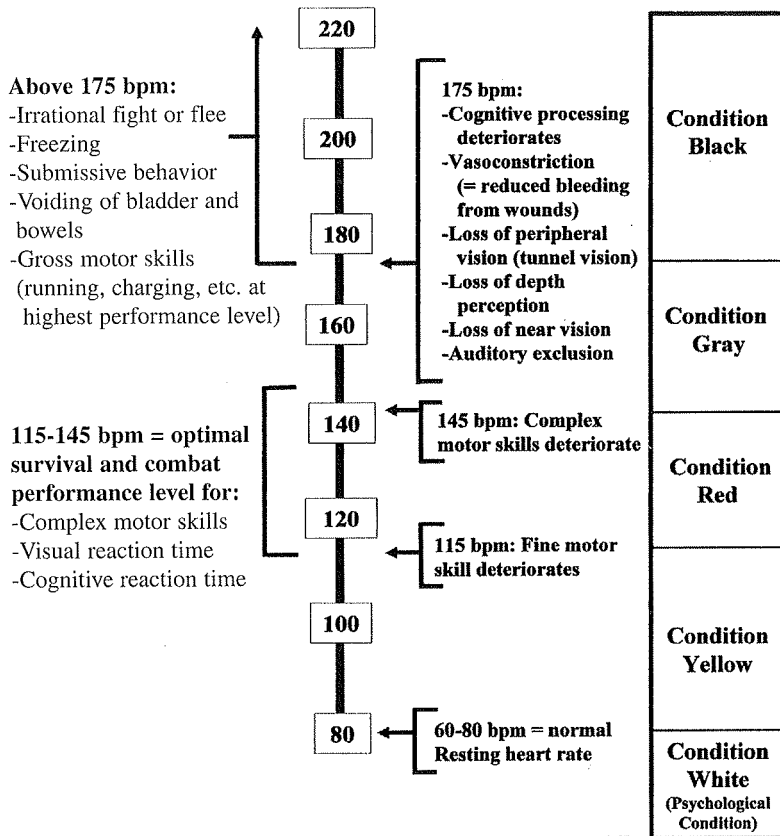 220
200
180
160
140
120
100
80
Above 175 bpm:
-Irrational fight or flee
-Freezing
-Submissive behavior
-Voiding of bladder and
bowels
-Gross motor skills
(running, charging, etc. at
highest performance level)
115-145 bpm = optimal
survival and combat
performance level for:
-Complex motor skills
-Visual reaction time
-Cognitive reaction time
175 bpm:
-Cognitive processing
deteriorates
-Vasoconstriction
(= reduced bleeding
from wounds)
-Loss of peripheral
vision (tunnel vision)
-Loss of depth
perception
-Loss of near vision
-Auditory exclusion
145 bpm: Complex
motor skills deteriorate
115 bpm: Fine motor
skill deteriorates
60-80 bpm = normal
Resting heart rate
Condition
Black
Condition
Gray
Condition
Red
Condition
Yellow
Condition
White
(Psychological
Condition)